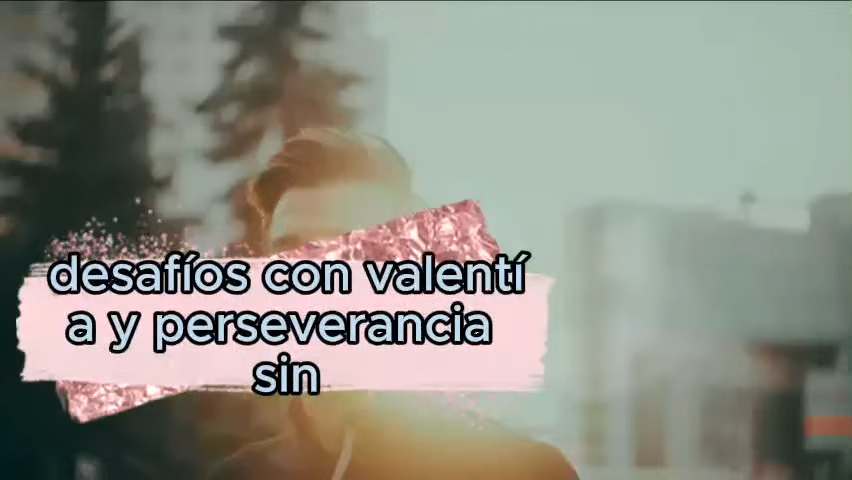 desafíos con valentí
a y perseverancia
sin